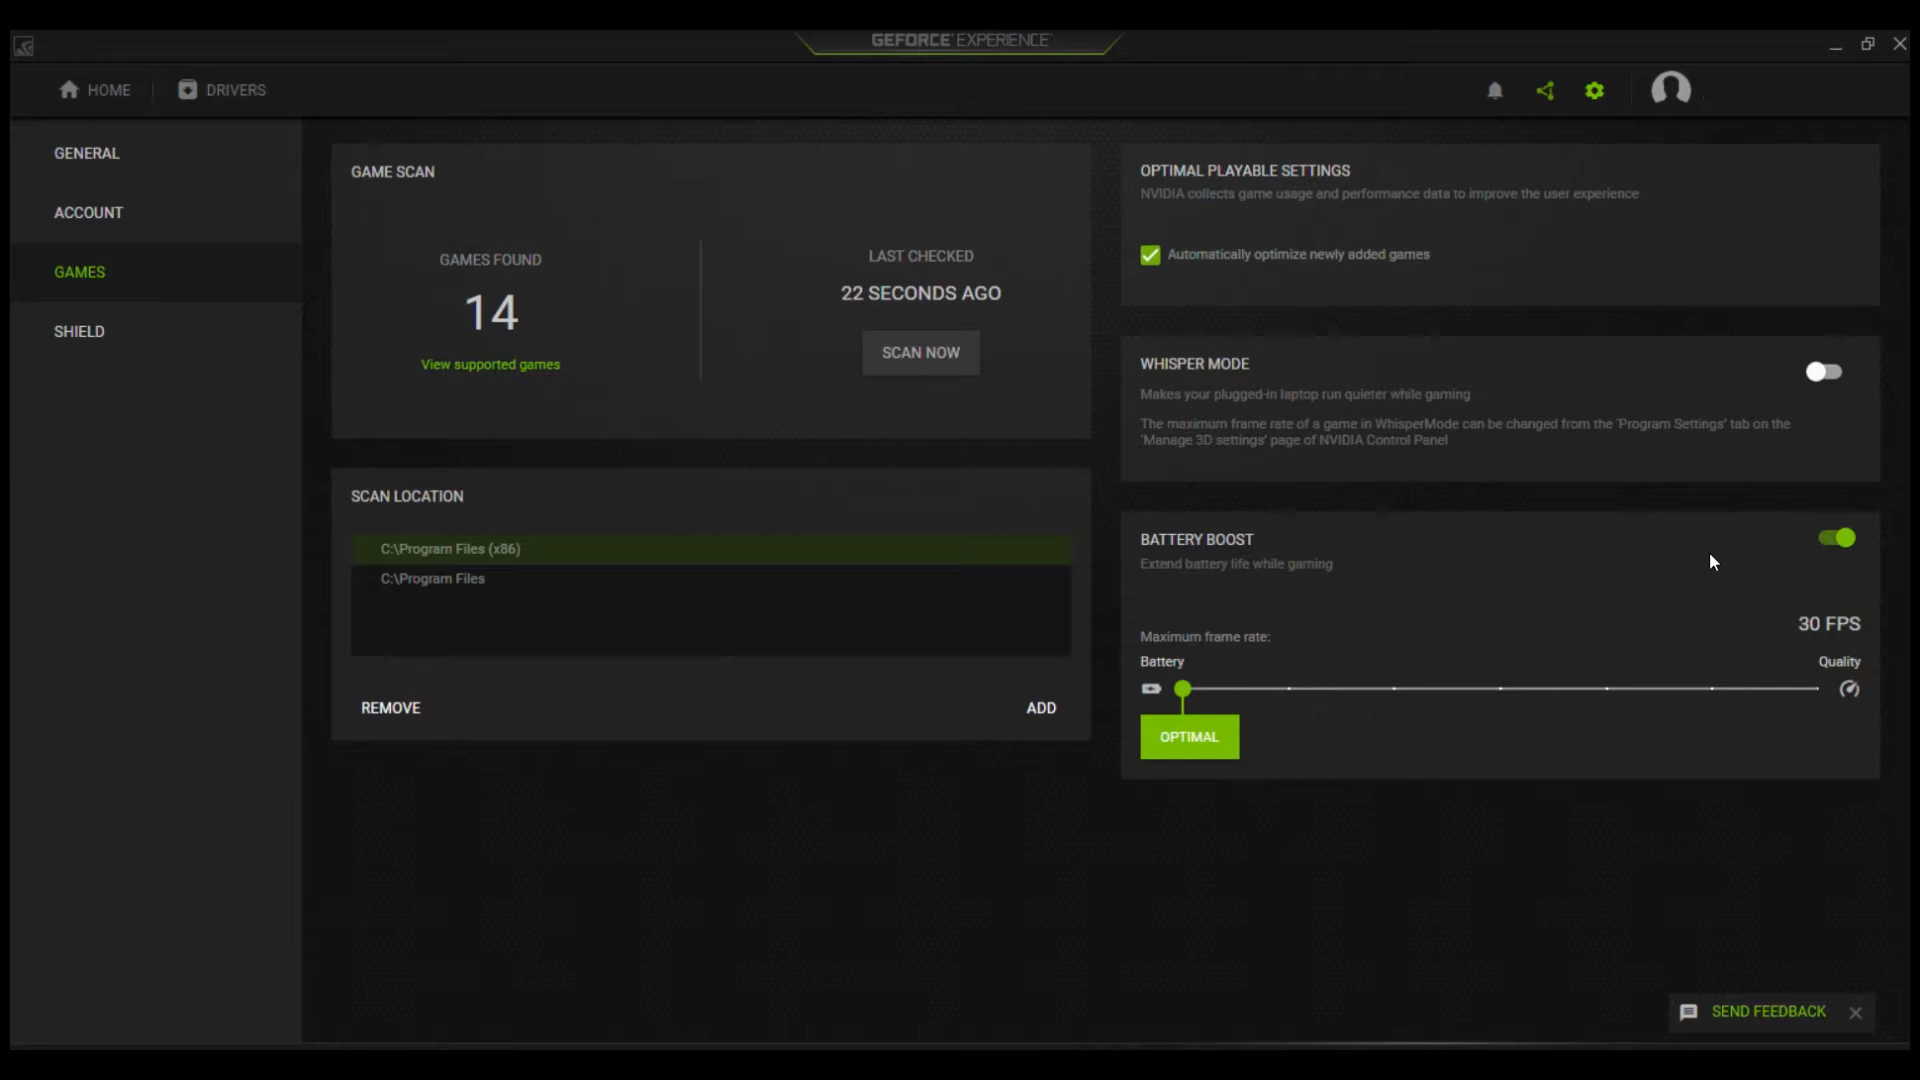 GEFORCE EXPERIENCE
HOME
DRIVERS
GENERAL
ACCOUNT
GAMES
SHIELD
GAME SCAN
GAMES FOUND
14
View supported games
LAST CHECKED
22 SECONDS AGO
SCAN NOW
SCAN LOCATION
C:\Program Files (x86)
C:\Program Files
REMOVE
ADD
OPTIMAL PLAYABLE SETTINGS
NVIDIA collects game usage and performance data to improve the user experience
Automatically optimize newly added games
WHISPER MODE
Makes your plugged-in laptop run quieter while gaming
The maximum frame rate of a game in WhisperMode can be changed from the 'Program Settings' tab on the
'Manage 3D settings' page of NVIDIA Control Panel
BATTERY BOOST
Extend battery life while gaming
30 FPS
Maximum frame rate:
Battery
Quality
OPTIMAL
SEND FEEDBACK